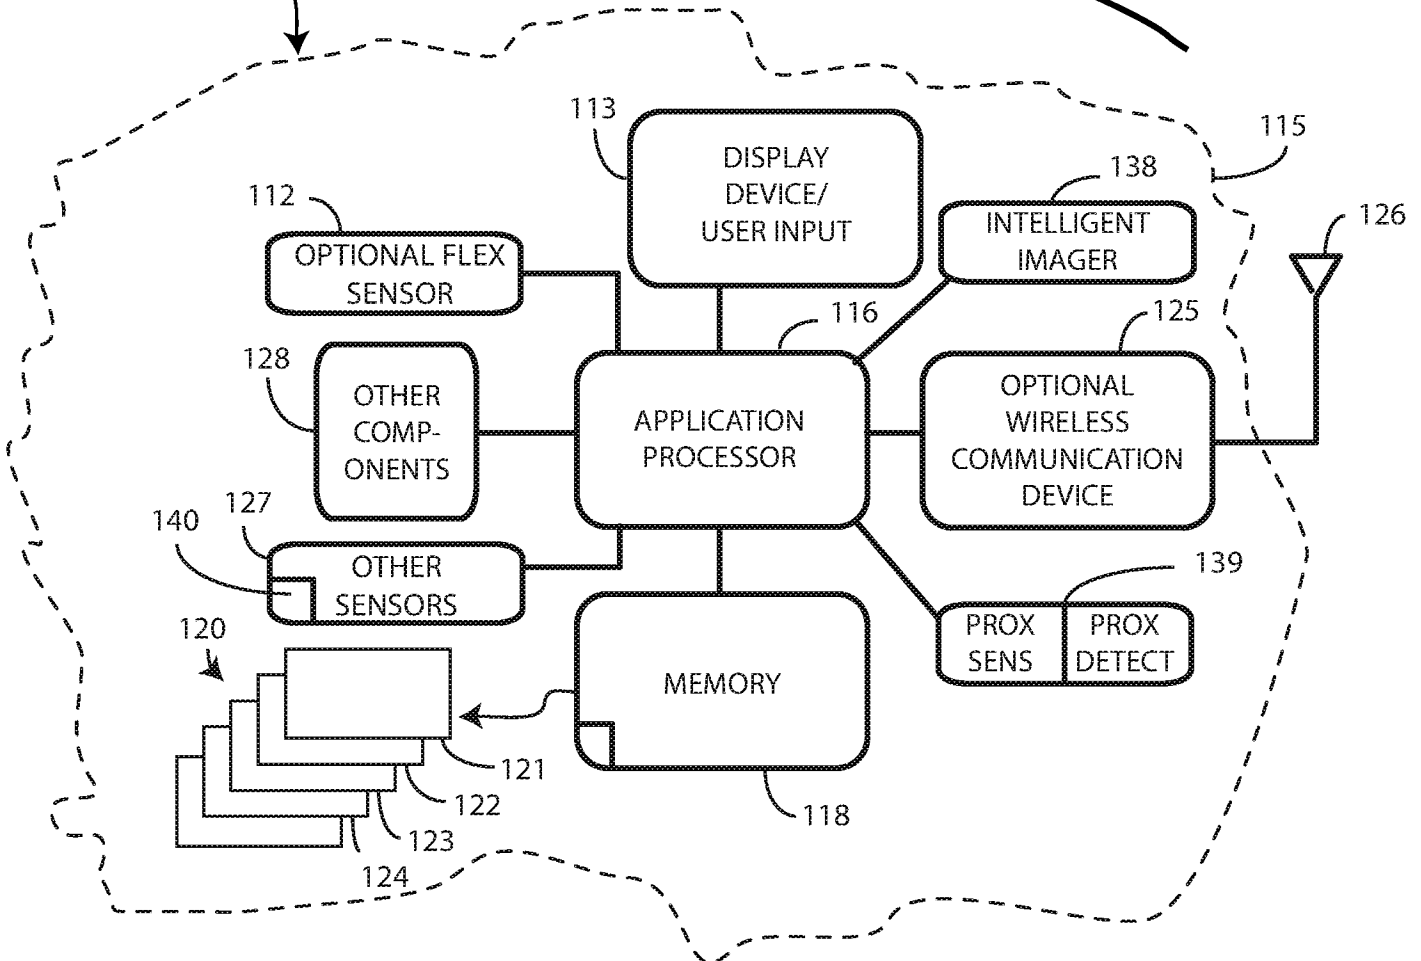 113
DISPLAY
DEVICE/
USER INPUT
115
138
INTELLIGENT
IMAGER
126
112
OPTIONAL FLEX
SENSOR
116
125
128
OTHER
COMP-
ONENTS
APPLICATION
PROCESSOR
OPTIONAL
WIRELESS
COMMUNICATION
DEVICE
127
140
OTHER
SENSORS
139
PROX
SENS
PROX
DETECT
120
MEMORY
121
122
118
123
124